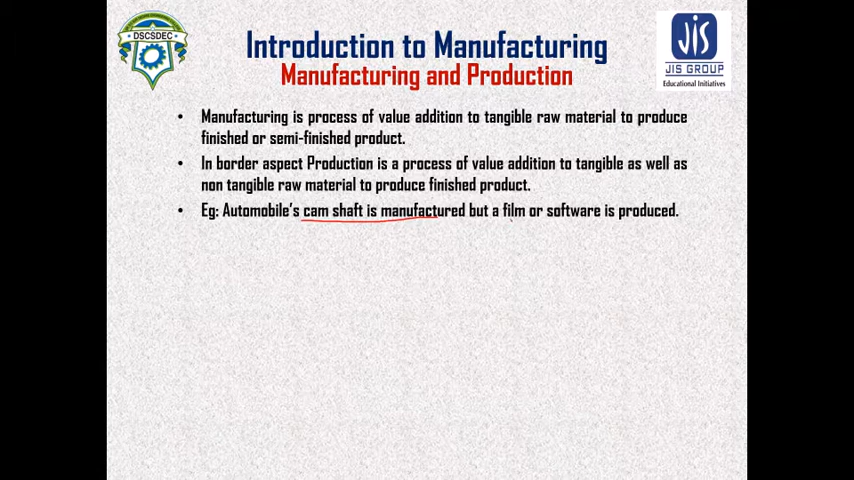 DSCSDEC
Introduction to Manufacturing
JIS
JIS GROUP
Educational Initiatives
Manufacturing and Production
• Manufacturing is process of value addition to tangible raw material to produce
finished or semi-finished product.
• In border aspect Production is a process of value addition to tangible as well as
non tangible raw material to produce finished product.
• Eg: Automobile's cam shaft is manufactured but a film or software is produced.